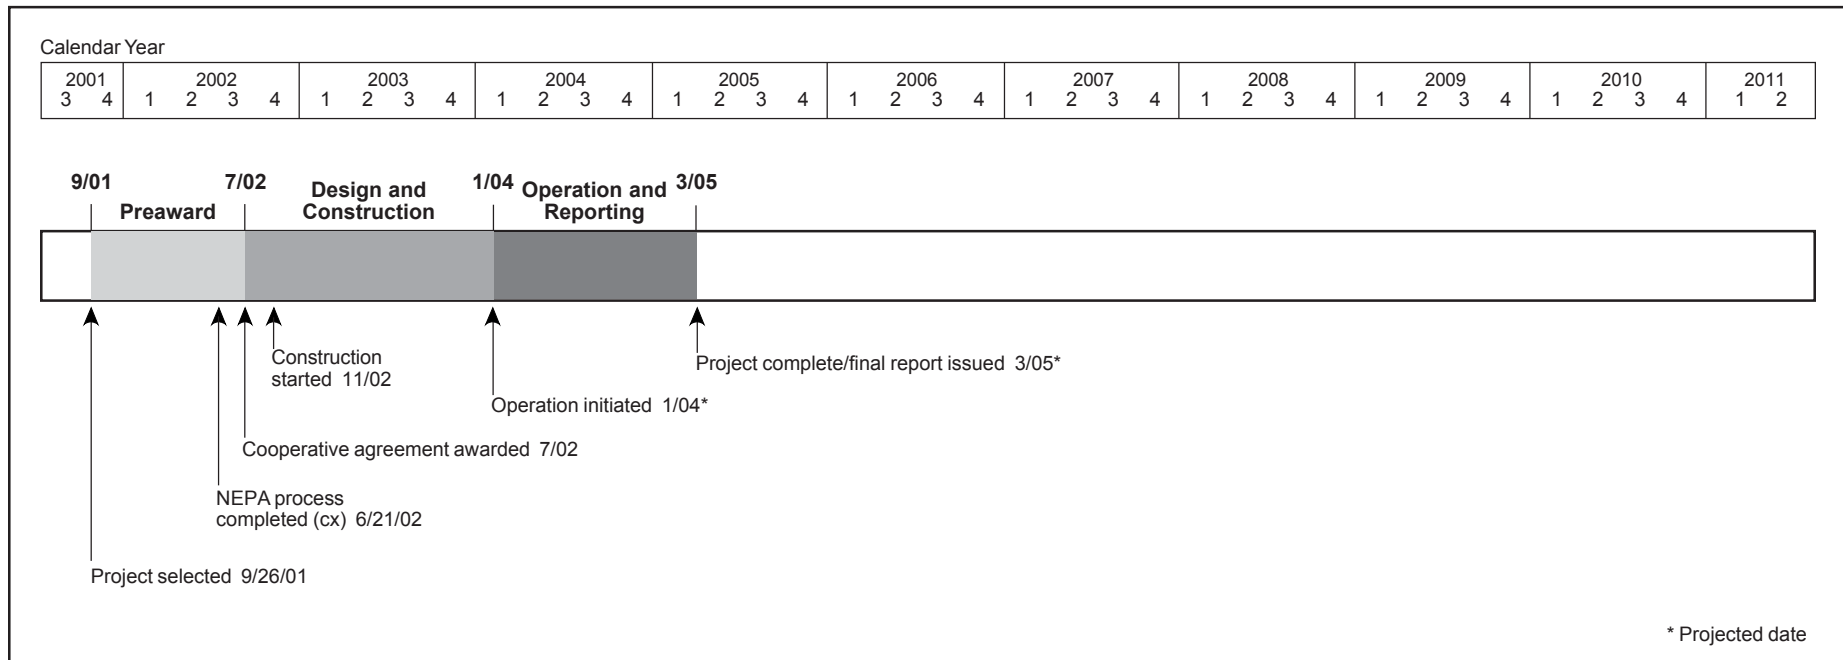 Calendar Year
2001 2002 2003 2004 2005 2006 2007 2008 2009 2010 2011
3 4 1 2 3 4 1 2 3 4 1 2 3 4 1 2 3 4 1 2 3 4 1 2 3 4 1 2 3 4 1 2 3 4 1 2 3 4 1 2
9/01 7/02 1/04 3/05
Preaward
Design and
Construction
Operation and
Reporting
Construction
started 11/02
Project complete/final report issued 3/05*
Operation initiated 1/04*
Cooperative agreement awarded 7/02
NEPA process
completed (cx) 6/21/02
Project selected 9/26/01
* Projected date